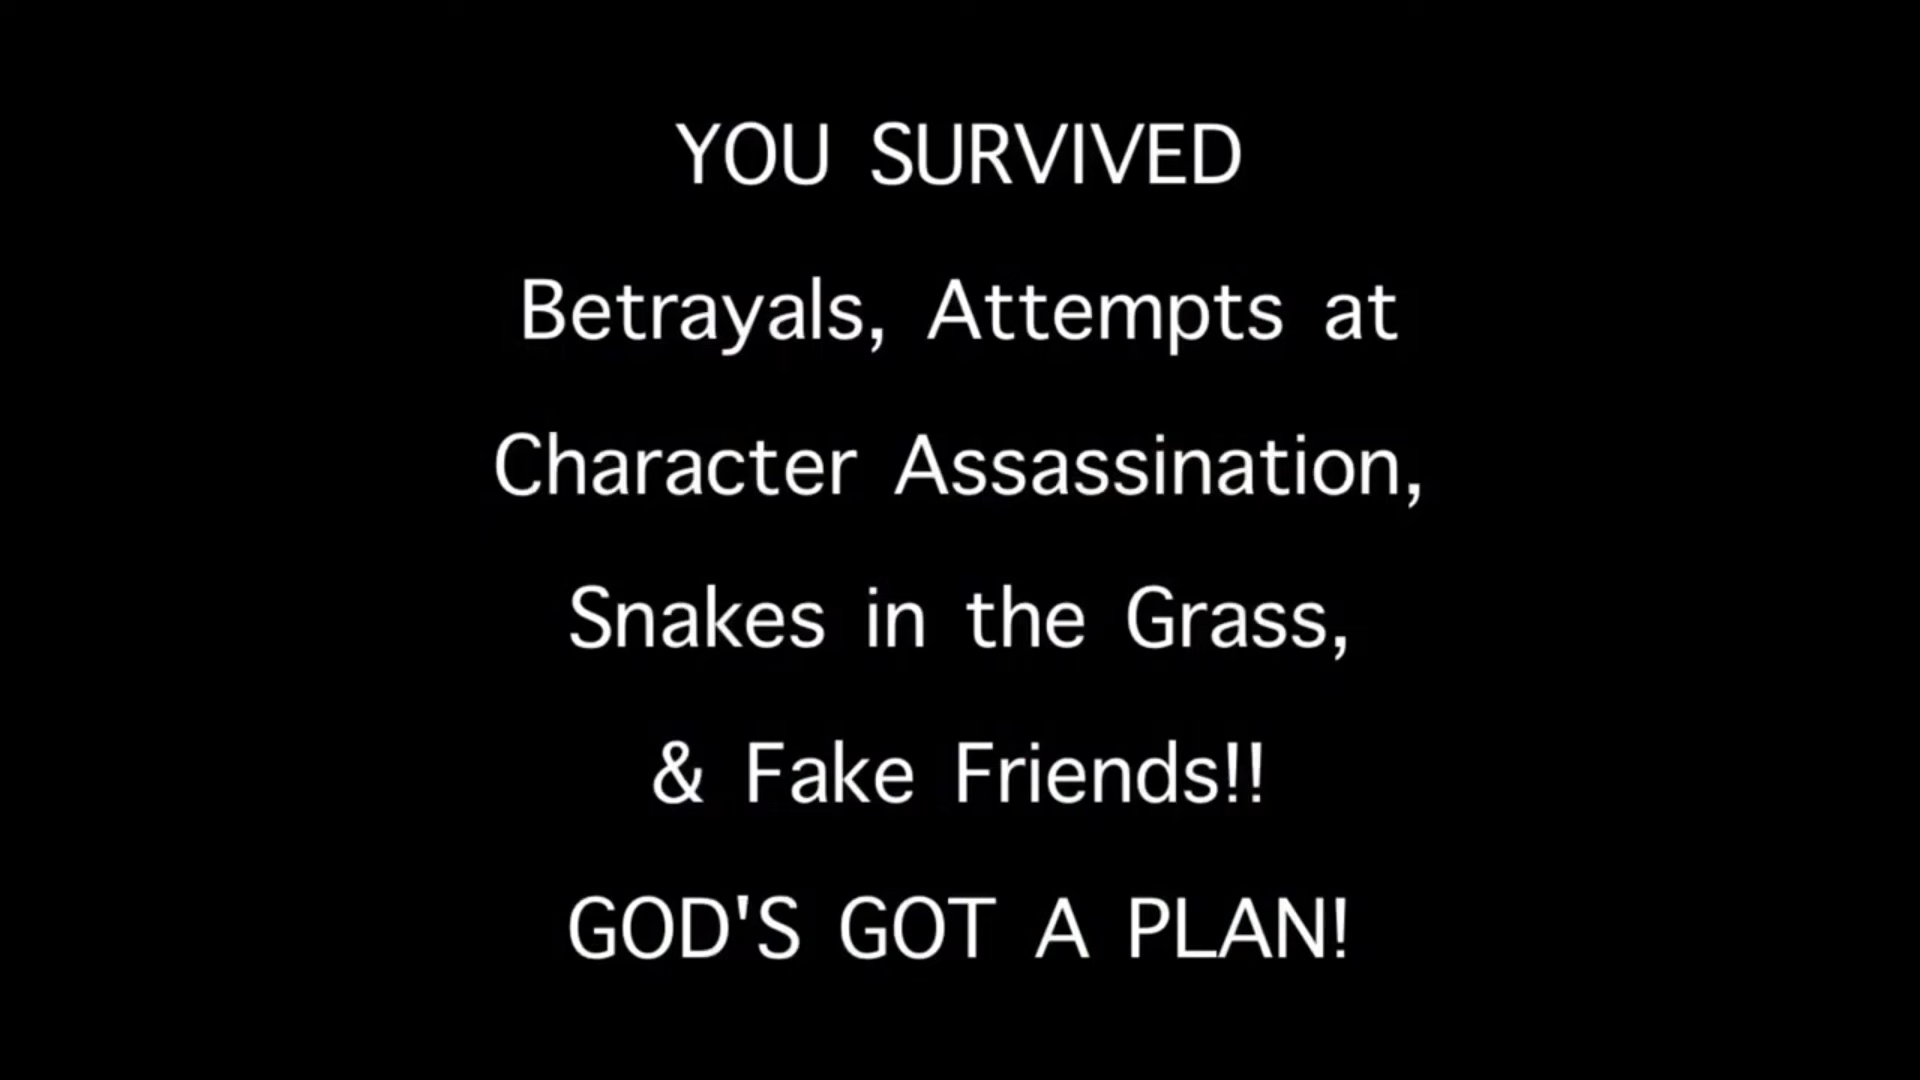 YOU SURVIVED
Betrayals, Attempts at
Character Assassination,
Snakes in the Grass,
& Fake Friends!!
GOD'S GOT A PLAN!